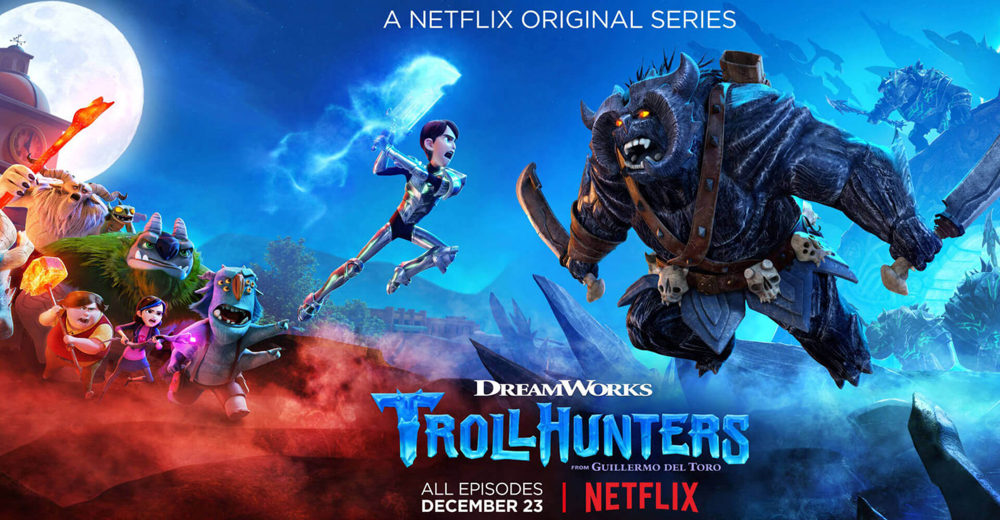 A NETFLIX ORIGINAL SERIES
DREAMWORKS
TROLLHUNTERS
FROM GUILLERMO DEL TORO
ALL EPISODES
DECEMBER 23
NETFLIX